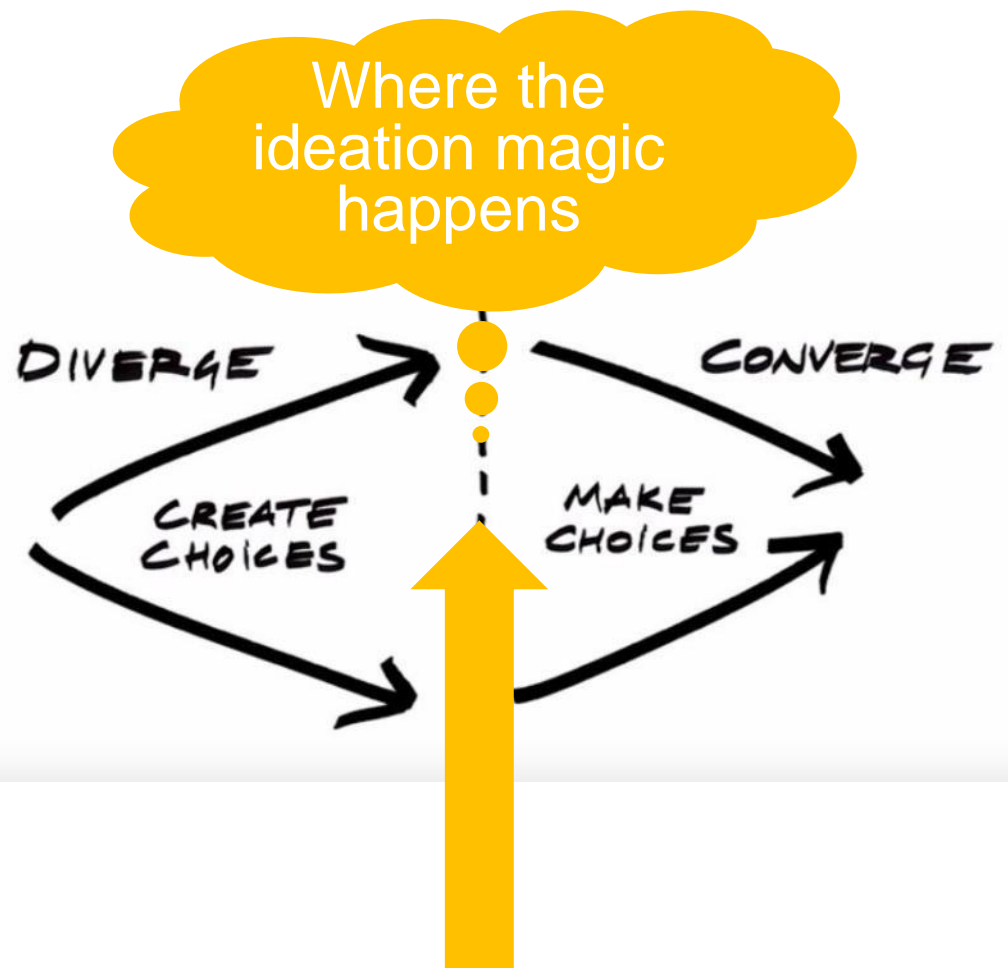 Where the
ideation magic
happens
DIVERGE
CONVERGE
CREATE
CHOICES
MAKE
CHOICES